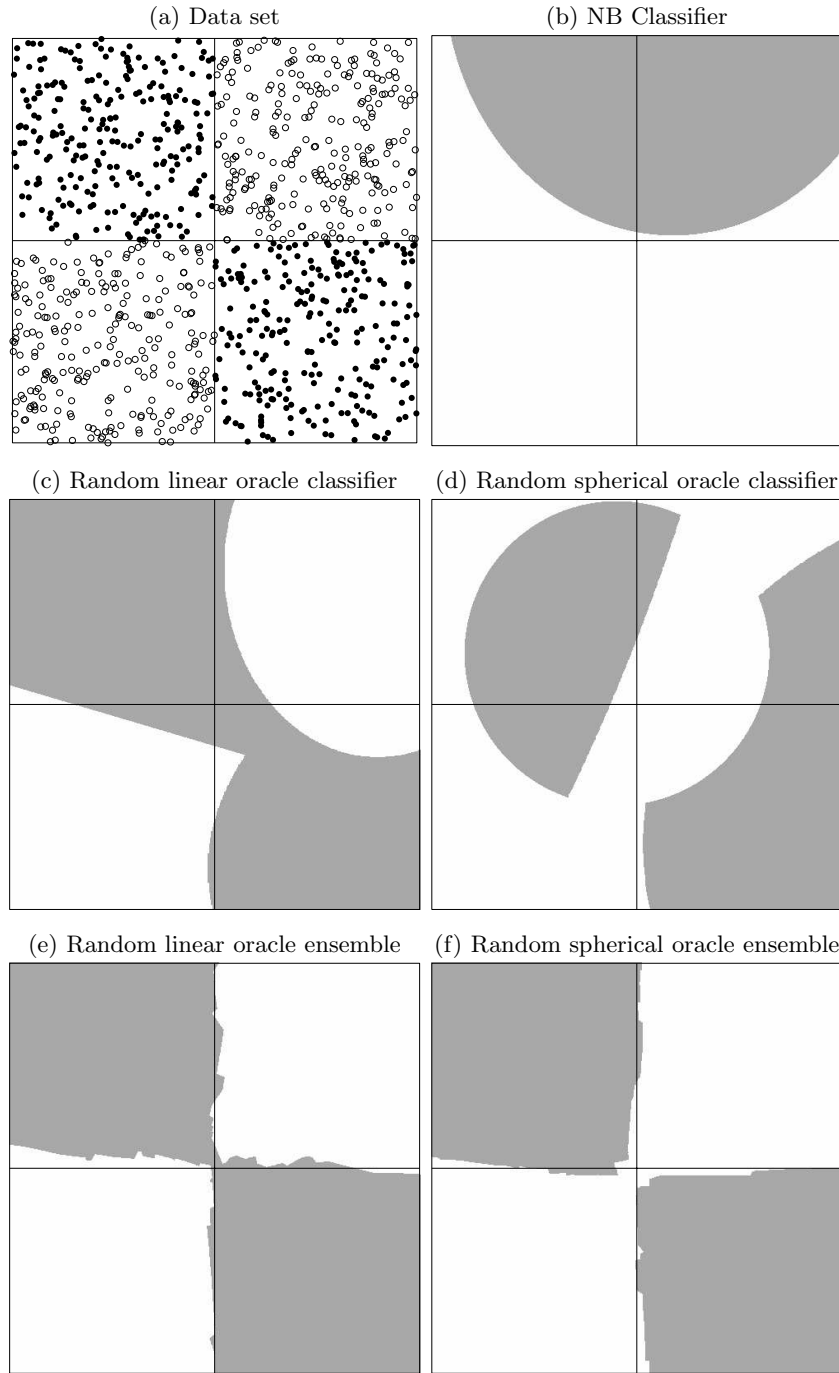 (a) Data set
(b) NB Classifier
(c) Random linear oracle classifier
(d) Random spherical oracle classifier
(e) Random linear oracle ensemble
(f) Random spherical oracle ensemble